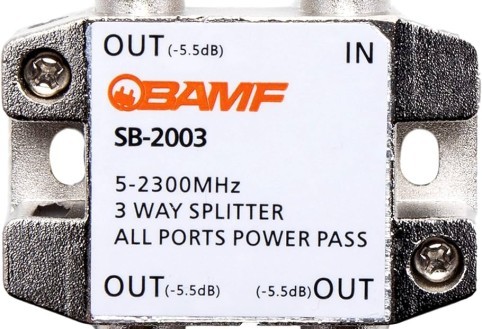 OUT (-5.5dB) IN
BAMF
SB-2003
5-2300MHz
3 WAY SPLITTER
ALL PORTS POWER PASS
OUT (-5.5dB) (-5.5dB) OUT